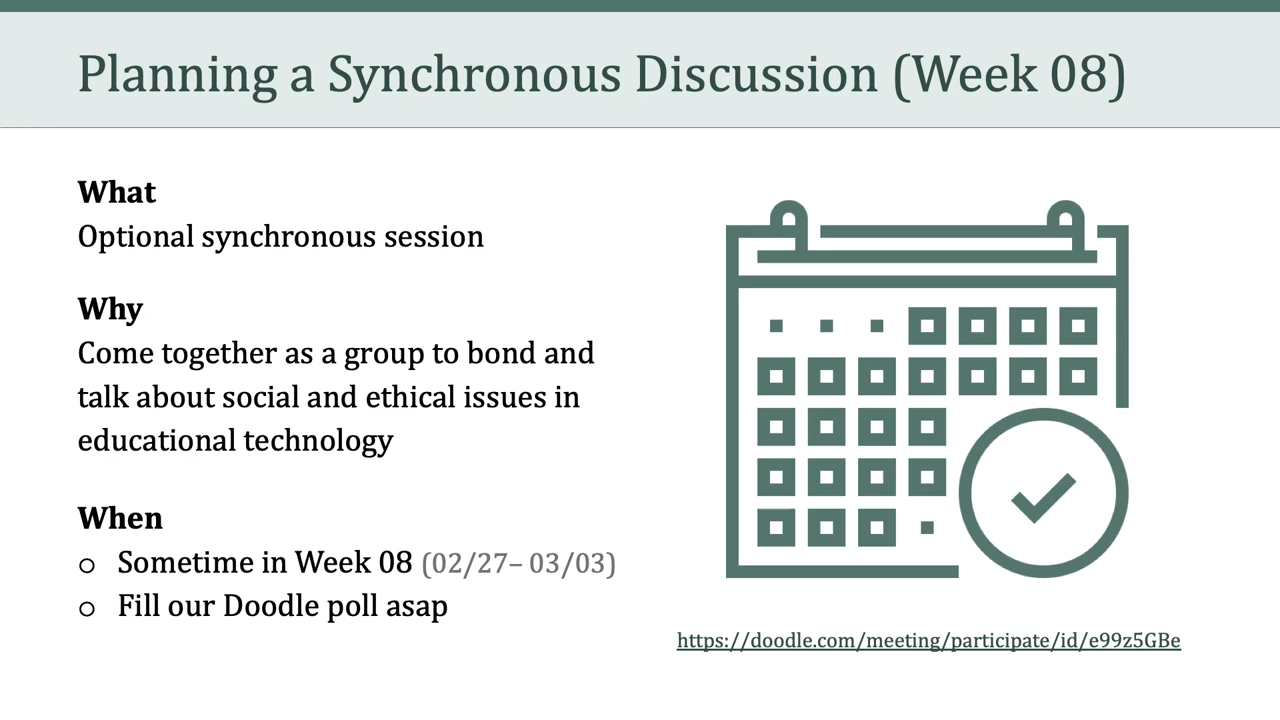 Planning a Synchronous Discussion (Week 08)
What
Optional synchronous session
Why
Come together as a group to bond and
talk about social and ethical issues in
educational technology
When
○ Sometime in Week 08 (02/27– 03/03)
○ Fill our Doodle poll asap
https://doodle.com/meeting/participate/id/e99z5GBe